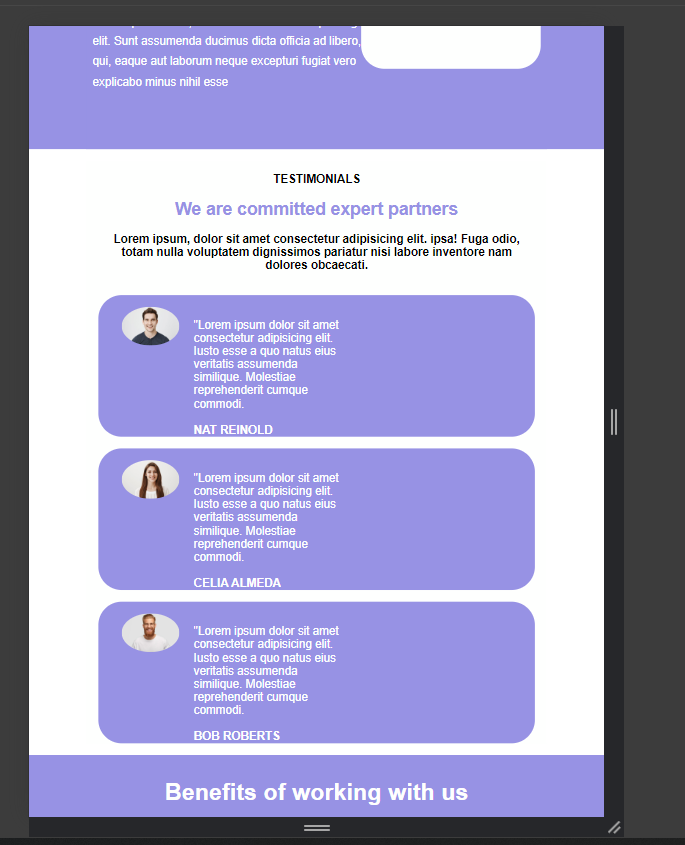 elit. Sunt assumenda ducimus dicta officia ad libero,
qui, eaque aut laborum neque excepturi fugiat vero
explicabo minus nihil esse
TESTIMONIALS
We are committed expert partners
Lorem ipsum, dolor sit amet consectetur adipisicing elit. ipsa! Fuga odio,
totam nulla voluptatem dignissimos pariatur nisi labore inventore nam
dolores obcaecati.
"Lorem ipsum dolor sit amet
consectetur adipisicing elit.
Iusto esse a quo natus eius
veritatis assumenda
similique. Molestiae
reprehenderit cumque
commodi.
NAT REINOLD
"Lorem ipsum dolor sit amet
consectetur adipisicing elit.
Iusto esse a quo natus eius
veritatis assumenda
similique. Molestiae
reprehenderit cumque
commodi.
CELIA ALMEDA
"Lorem ipsum dolor sit amet
consectetur adipisicing elit.
Iusto esse a quo natus eius
veritatis assumenda
similique. Molestiae
reprehenderit cumque
commodi.
BOB ROBERTS
Benefits of working with us